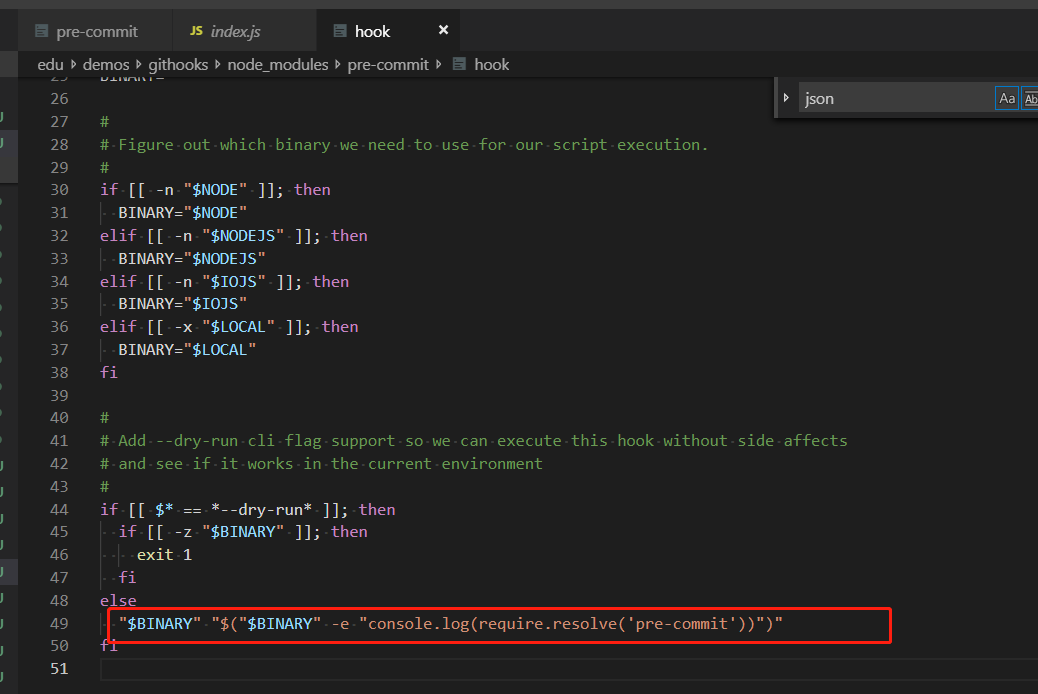 pre-commit JS index.js hook ×
edu › demos › githooks › node_modules › pre-commit › hook
json Aa
26
27 #
28 # Figure out which binary we need to use for our script execution.
29 #
30 if [[ -n "$NODE" ]]; then
31   BINARY="$NODE"
32 elif [[ -n "$NODEJS" ]]; then
33   BINARY="$NODEJS"
34 elif [[ -n "$IOJS" ]]; then
35   BINARY="$IOJS"
36 elif [[ -x "$LOCAL" ]]; then
37   BINARY="$LOCAL"
38 fi
39
40 #
41 # Add --dry-run cli flag support so we can execute this hook without side affects
42 # and see if it works in the current environment
43 #
44 if [[ $* == *--dry-run* ]]; then
45   if [[ -z "$BINARY" ]]; then
46     exit 1
47   fi
48 else
49   "$BINARY" "$("$BINARY" -e "console.log(require.resolve('pre-commit'))")"
50 fi
51